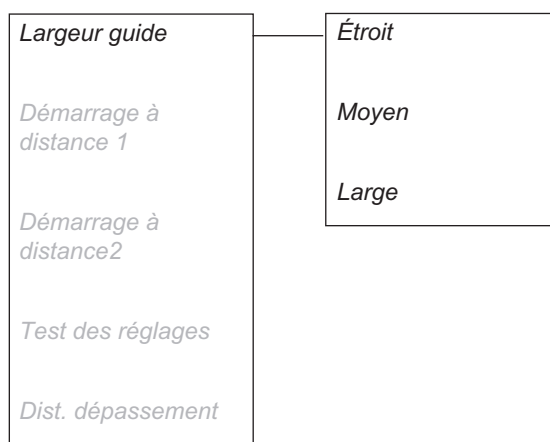 Largeur guide
Démarrage à
distance 1
Démarrage à
distance2
Test des réglages
Dist. dépassement
Étroit
Moyen
Large